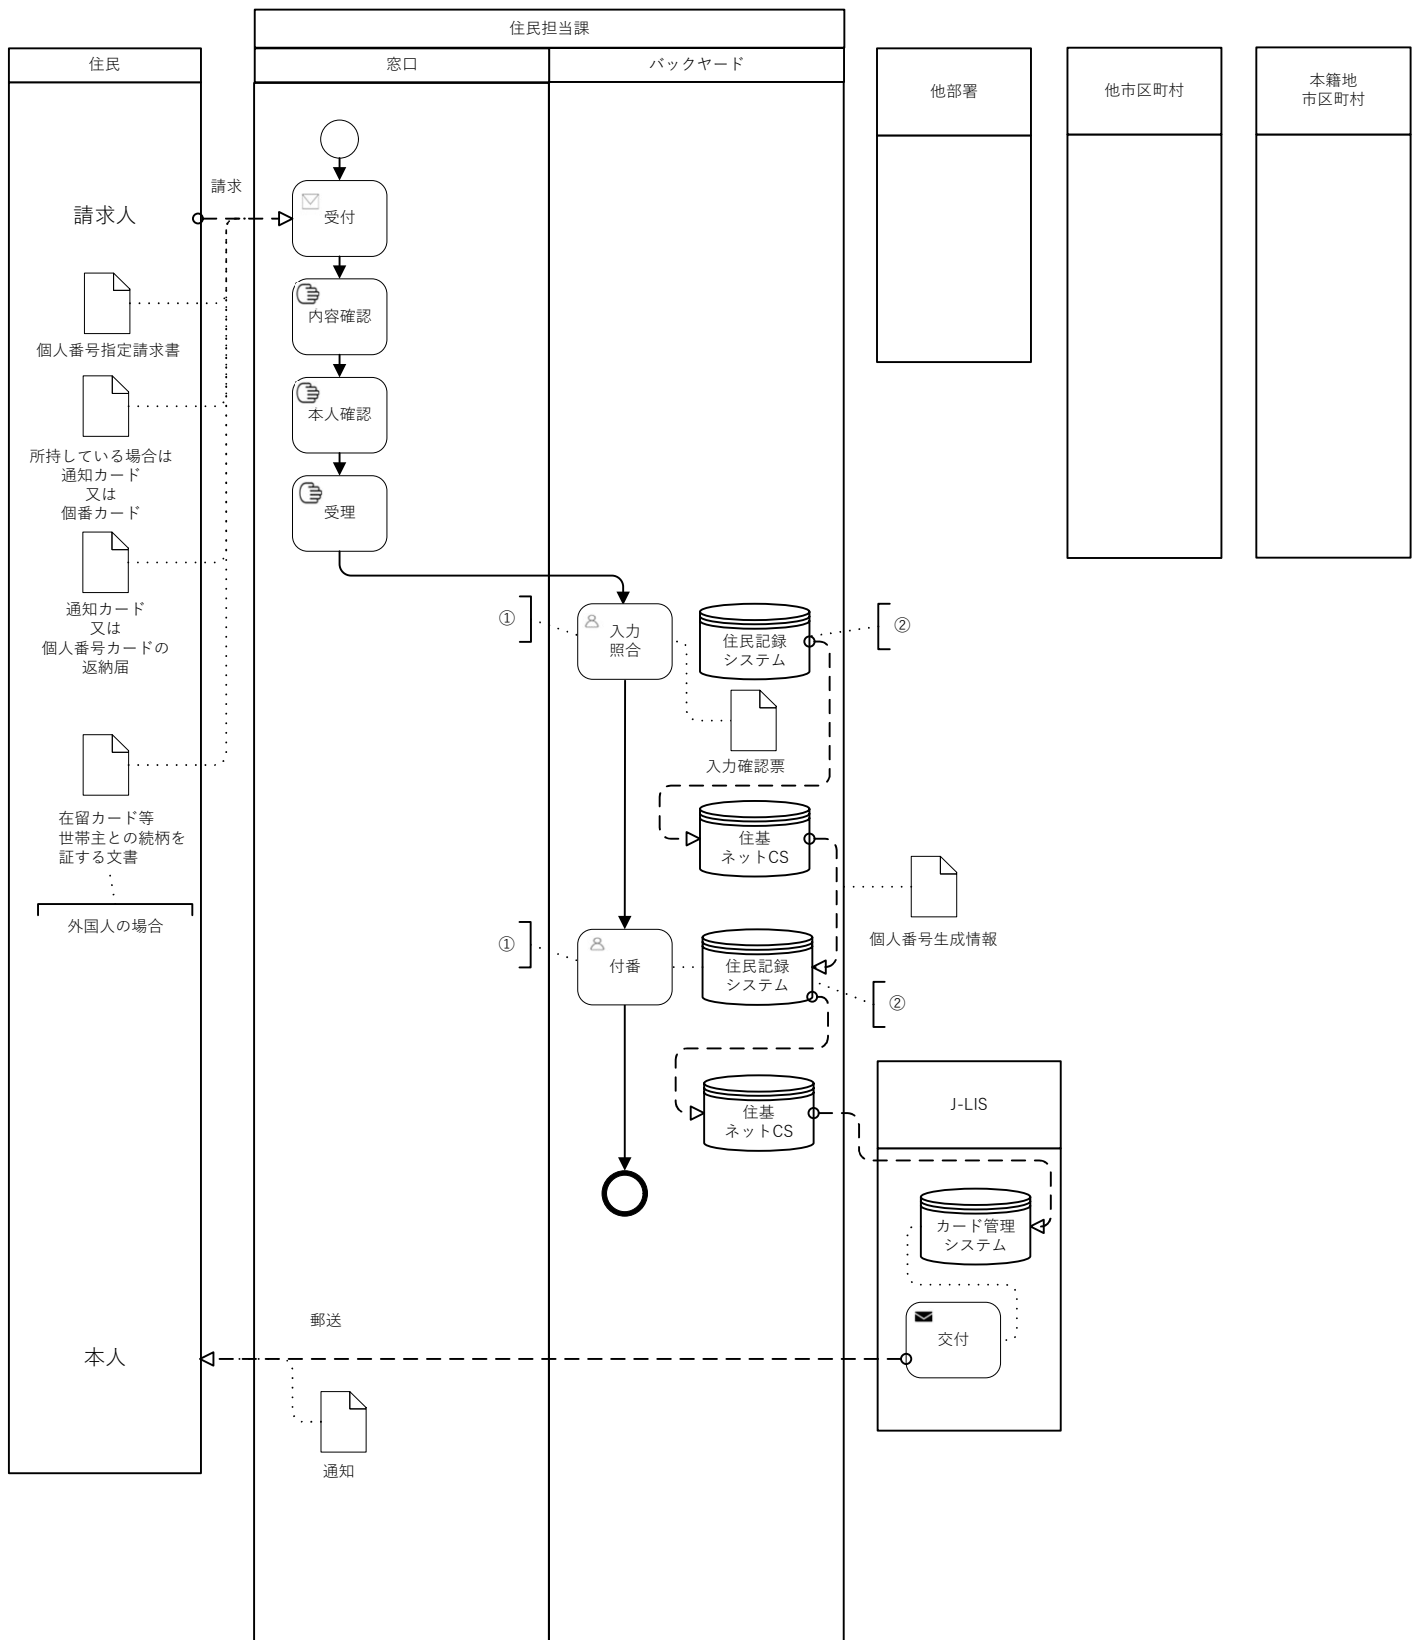 住民担当課
住民
窓口
バックヤード
他部署
他市区町村
本籍地
市区町村
請求
請求人
受付
個人番号指定請求書
内容確認
所持している場合は
通知カード
又は
個番カード
本人確認
受理
通知カード
又は
個人番号カードの
返納届
①
入力
照合
住民記録
システム
②
入力確認票
在留カード等
世帯主との続柄を
証する文書
外国人の場合
住基
ネットCS
個人番号生成情報
①
付番
住民記録
システム
②
住基
ネットCS
J-LIS
カード管理
システム
交付
郵送
本人
通知